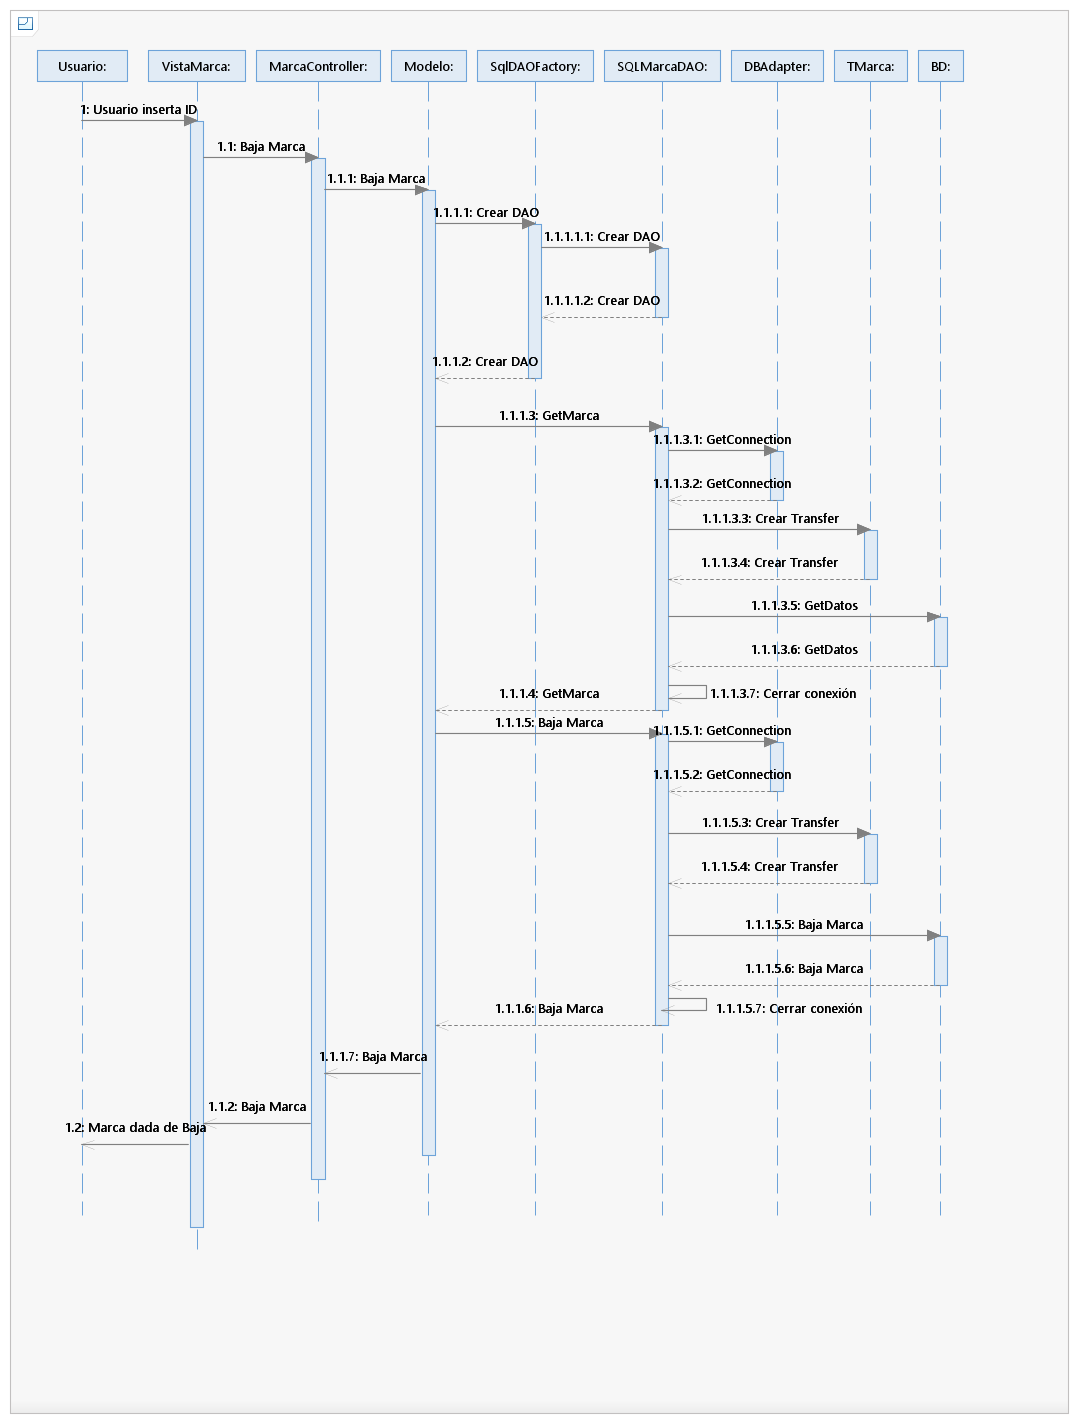 Usuario:
VistaMarca:
MarcaController:
Modelo:
SqlDAOFactory:
SQLMarcaDAO:
DBAdapter:
TMarca:
BD:
1: Usuario inserta ID
1.1: Baja Marca
1.1.1: Baja Marca
1.1.1.1: Crear DAO
1.1.1.1.1: Crear DAO
1.1.1.1.2: Crear DAO
1.1.1.2: Crear DAO
1.1.1.3: GetMarca
1.1.1.3.1: GetConnection
1.1.1.3.2: GetConnection
1.1.1.3.3: Crear Transfer
1.1.1.3.4: Crear Transfer
1.1.1.3.5: GetDatos
1.1.1.3.6: GetDatos
1.1.1.4: GetMarca
1.1.1.3.7: Cerrar conexión
1.1.1.5: Baja Marca
1.1.1.5.1: GetConnection
1.1.1.5.2: GetConnection
1.1.1.5.3: Crear Transfer
1.1.1.5.4: Crear Transfer
1.1.1.5.5: Baja Marca
1.1.1.5.6: Baja Marca
1.1.1.6: Baja Marca
1.1.1.5.7: Cerrar conexión
1.1.1.7: Baja Marca
1.1.2: Baja Marca
1.2: Marca dada de Baja